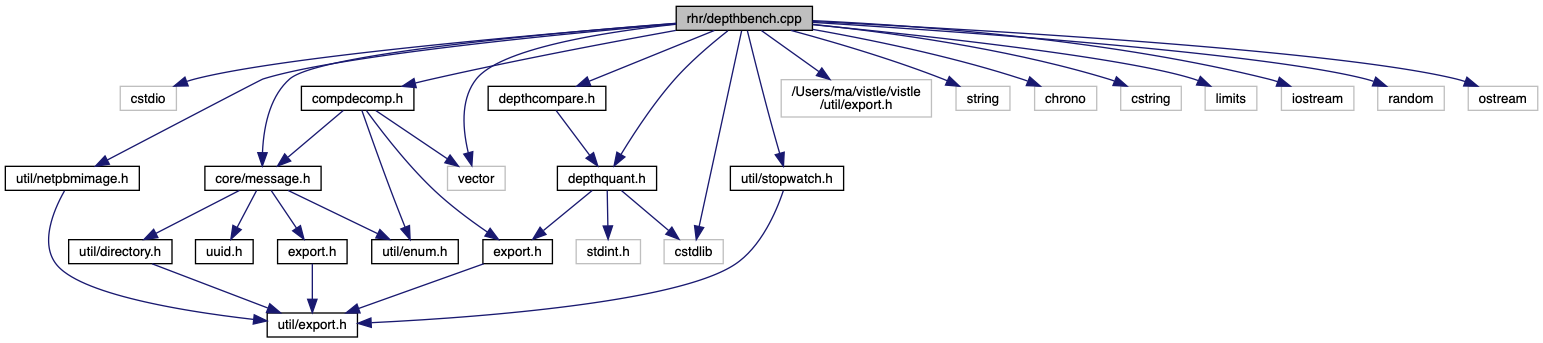 rhr/depthbench.cpp
cstdio
compdecomp.h
depthcompare.h
/Users/ma/vistle/vistle
/util/export.h
string
chrono
cstring
limits
iostream
random
ostream
util/netpbmimage.h
core/message.h
vector
depthquant.h
util/stopwatch.h
util/directory.h
uuid.h
export.h
util/enum.h
export.h
stdint.h
cstdlib
util/export.h